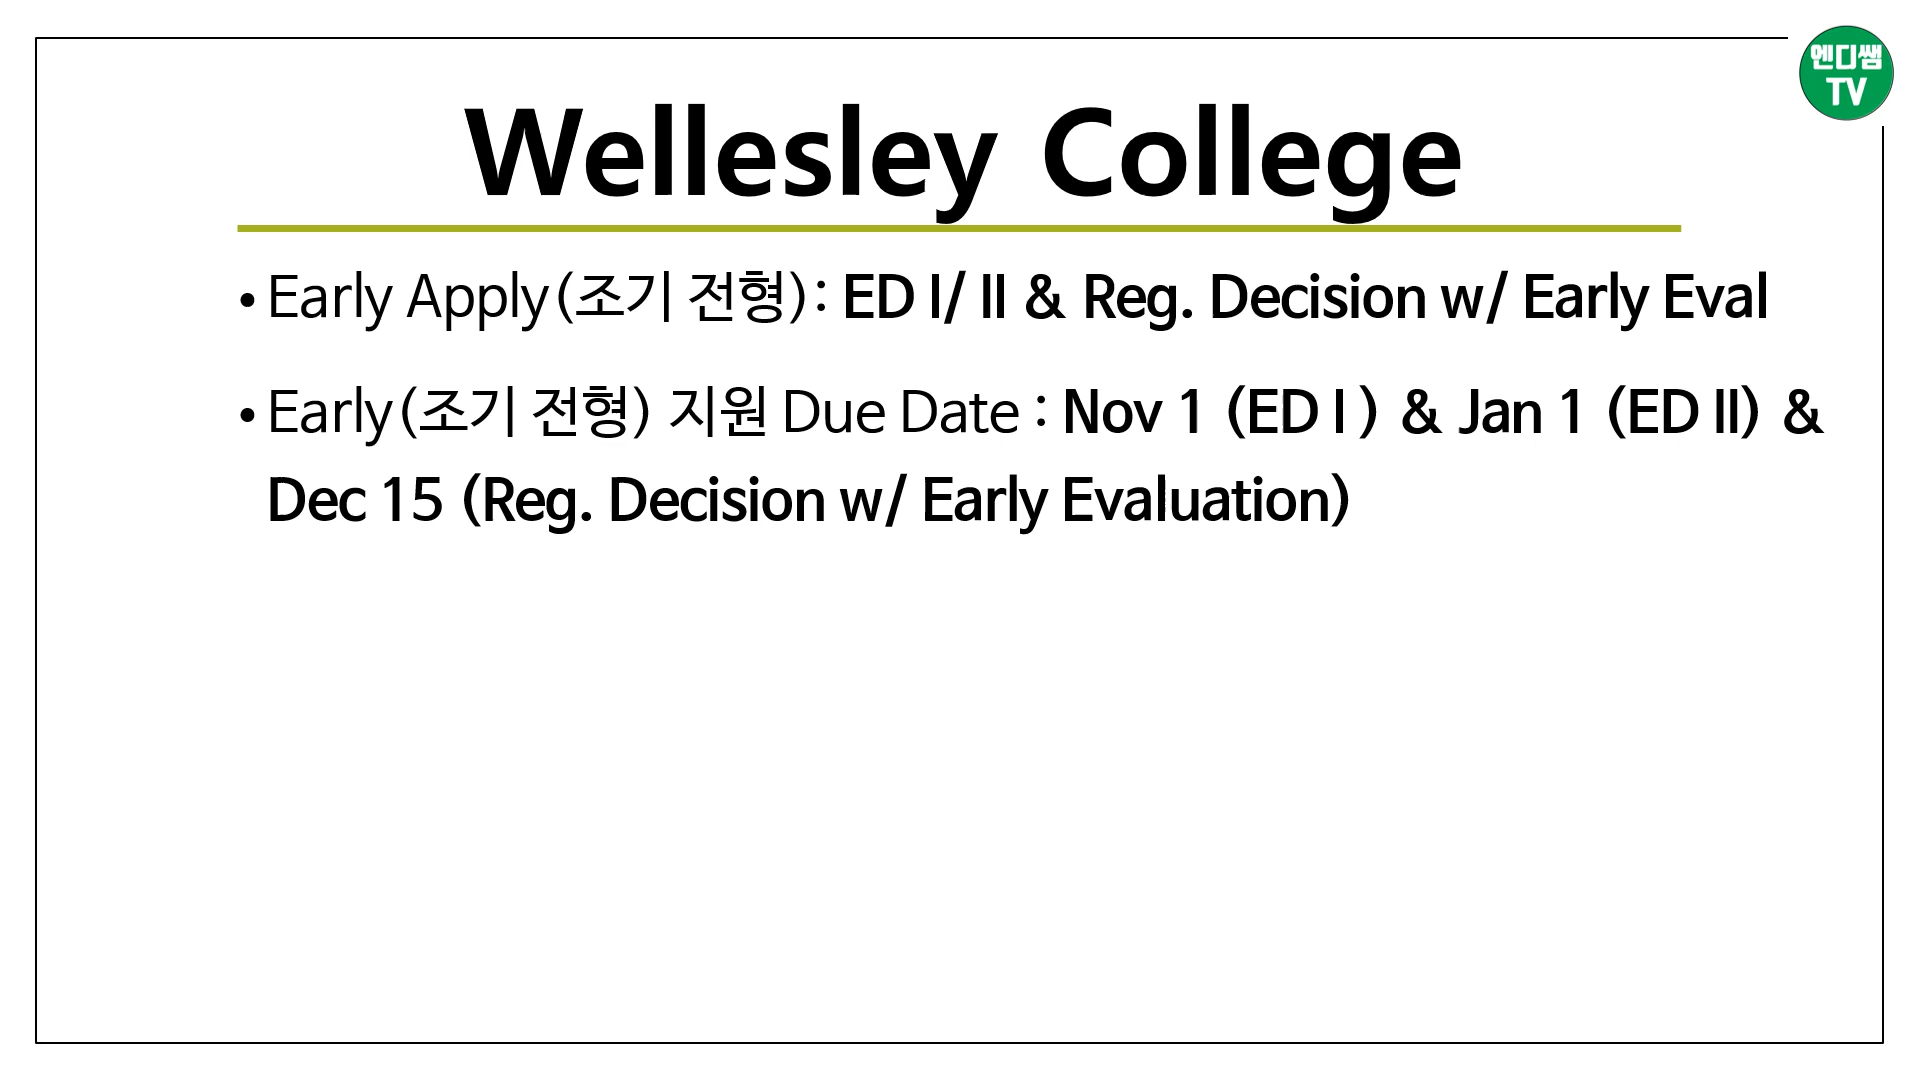 엔디쌤
TV
Wellesley College
• Early Apply(조기 전형): ED I/ II & Reg. Decision w/ Early Eval
• Early(조기 전형) 지원 Due Date : Nov 1 (ED I ) & Jan 1 (ED II) &
Dec 15 (Reg. Decision w/ Early Evaluation)